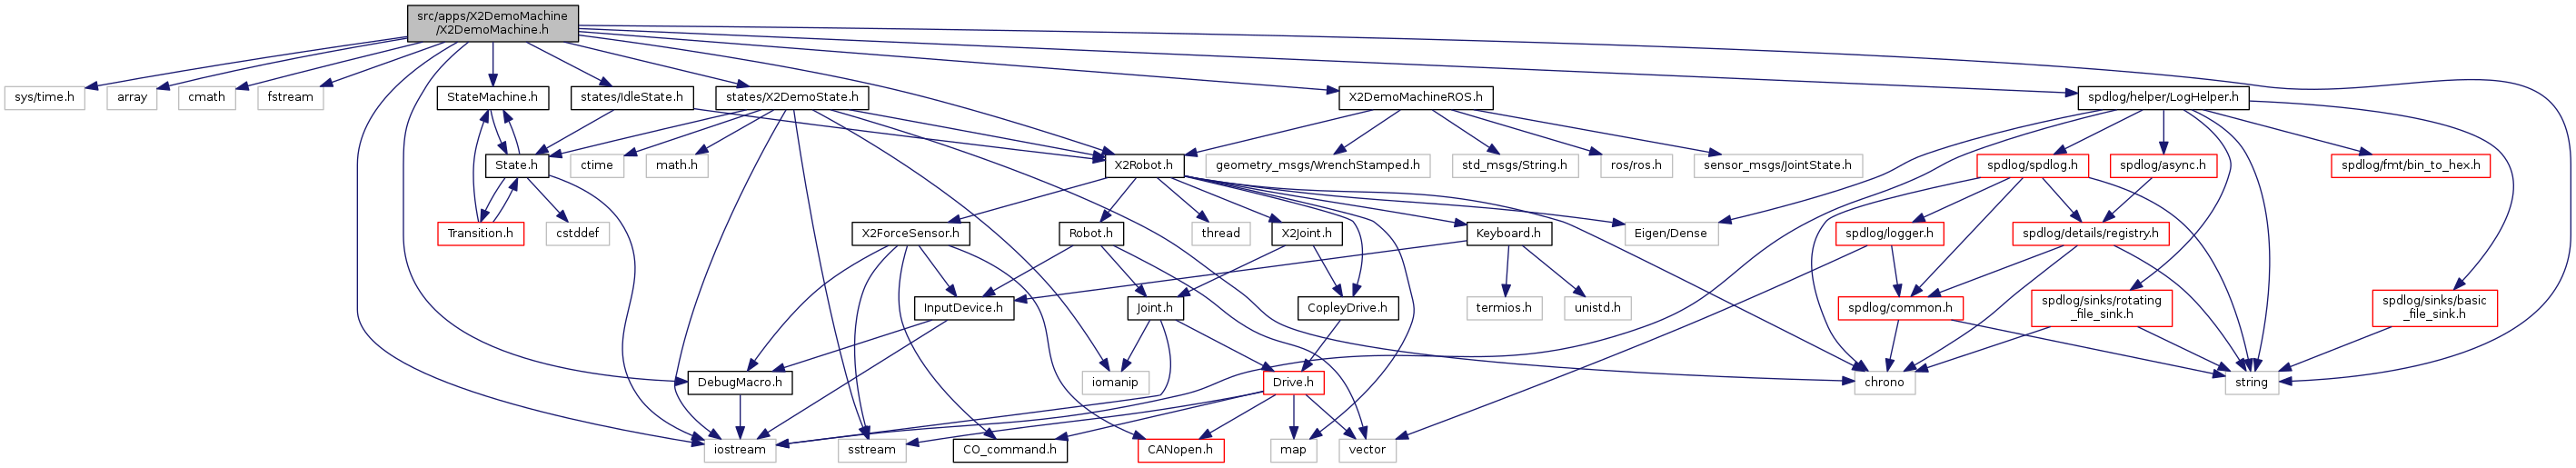 src/apps/X2DemoMachine
/X2DemoMachine.h
sys/time.h
array
cmath
fstream
StateMachine.h
states/IdleState.h
states/X2DemoState.h
X2DemoMachineROS.h
spdlog/helper/LogHelper.h
State.h
ctime
math.h
X2Robot.h
geometry_msgs/WrenchStamped.h
std_msgs/String.h
ros/ros.h
sensor_msgs/JointState.h
spdlog/spdlog.h
spdlog/async.h
spdlog/fmt/bin_to_hex.h
Transition.h
cstddef
X2ForceSensor.h
Robot.h
thread
X2Joint.h
Keyboard.h
Eigen/Dense
spdlog/logger.h
spdlog/details/registry.h
InputDevice.h
Joint.h
CopleyDrive.h
termios.h
unistd.h
spdlog/common.h
spdlog/sinks/rotating
_file_sink.h
spdlog/sinks/basic
_file_sink.h
DebugMacro.h
iomanip
Drive.h
chrono
string
iostream
sstream
CO_command.h
CANopen.h
map
vector